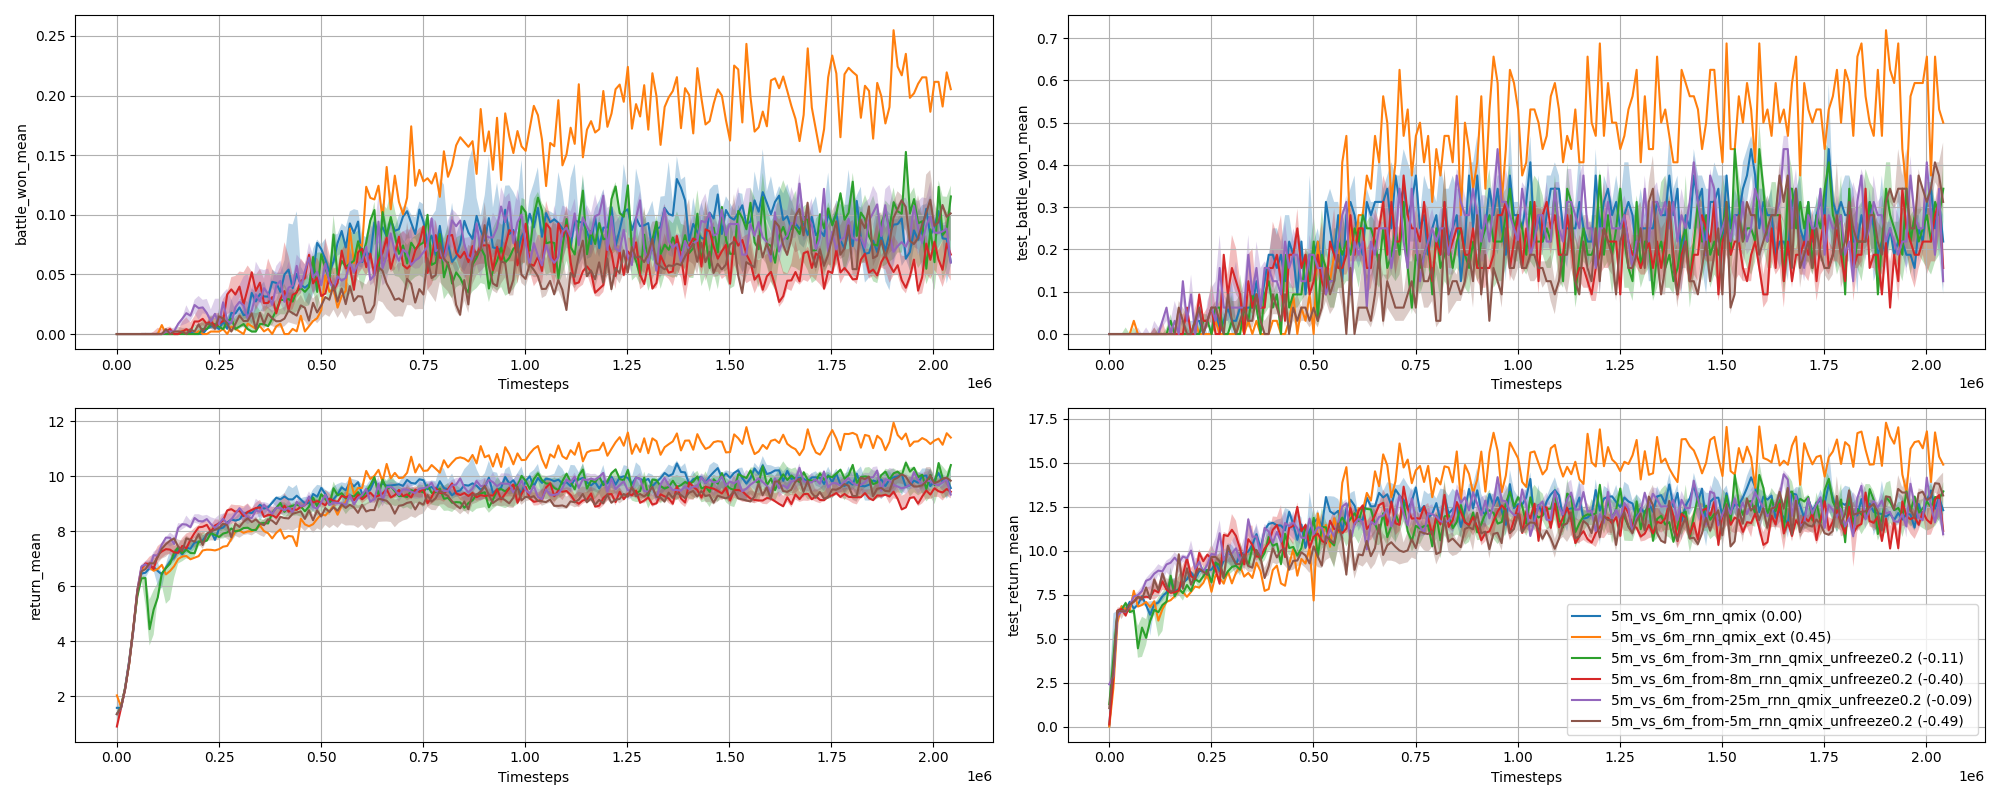 battle_won_mean
0.25
0.20
0.15
0.10
0.05
0.00
0.00 0.25 0.50 0.75 1.00 1.25 1.50 1.75 2.00
Timesteps
1e6
test_battle_won_mean
0.7
0.6
0.5
0.4
0.3
0.2
0.1
0.0
0.00 0.25 0.50 0.75 1.00 1.25 1.50 1.75 2.00
Timesteps
1e6
return_mean
12
10
8
6
4
2
0.00 0.25 0.50 0.75 1.00 1.25 1.50 1.75 2.00
Timesteps
1e6
test_return_mean
17.5
15.0
12.5
10.0
7.5
5.0
2.5
0.0
5m_vs_6m_rnn_qmix (0.00)
5m_vs_6m_rnn_qmix_ext (0.45)
5m_vs_6m_from-3m_rnn_qmix_unfreeze0.2 (-0.11)
5m_vs_6m_from-8m_rnn_qmix_unfreeze0.2 (-0.40)
5m_vs_6m_from-25m_rnn_qmix_unfreeze0.2 (-0.09)
5m_vs_6m_from-5m_rnn_qmix_unfreeze0.2 (-0.49)
0.00 0.25 0.50 0.75 1.00 1.25 1.50 1.75 2.00
Timesteps
1e6